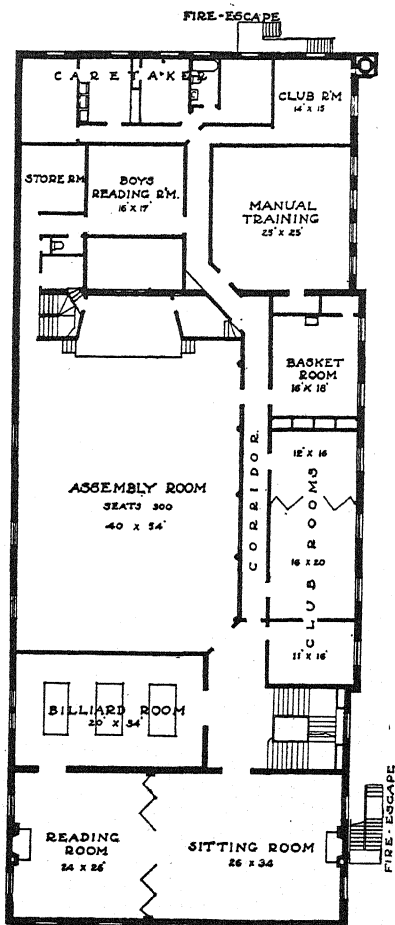 FIRE-ESCAPE
CARETAKER
CLUB R'M
14' X 15
STORE RM
BOYS
READING R'M.
16' X 17'
MANUAL
TRAINING
25' X 25'
BASKET
ROOM
16' X 18'
12' X 16
ASSEMBLY ROOM
SEATS 300
40 X 54'
CORRIDOR.
CLUB ROOMS
16 X 20
11' X 16'
BILLIARD ROOM
20' X 34'
READING
ROOM
24 X 26'
SITTING ROOM
26 X 34
FIRE-ESCAPE